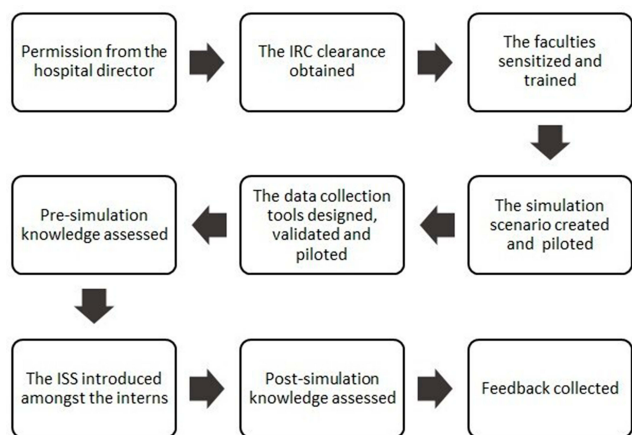 Permission from the
hospital director
The IRC clearance
obtained
The faculties
sensitized and
trained
The simulation
scenario created
and piloted
The data collection
tools designed,
validated and
piloted
Pre-simulation
knowledge assessed
The ISS introduced
amongst the interns
Post-simulation
knowledge assessed
Feedback collected